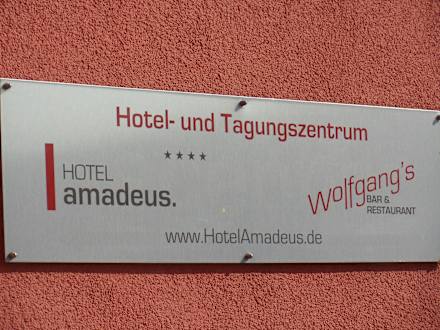 Hotel- und Tagungszentrum
★★★★
HOTEL
amadeus.
Wolfgang's
BAR &
RESTAURANT
www.HotelAmadeus.de